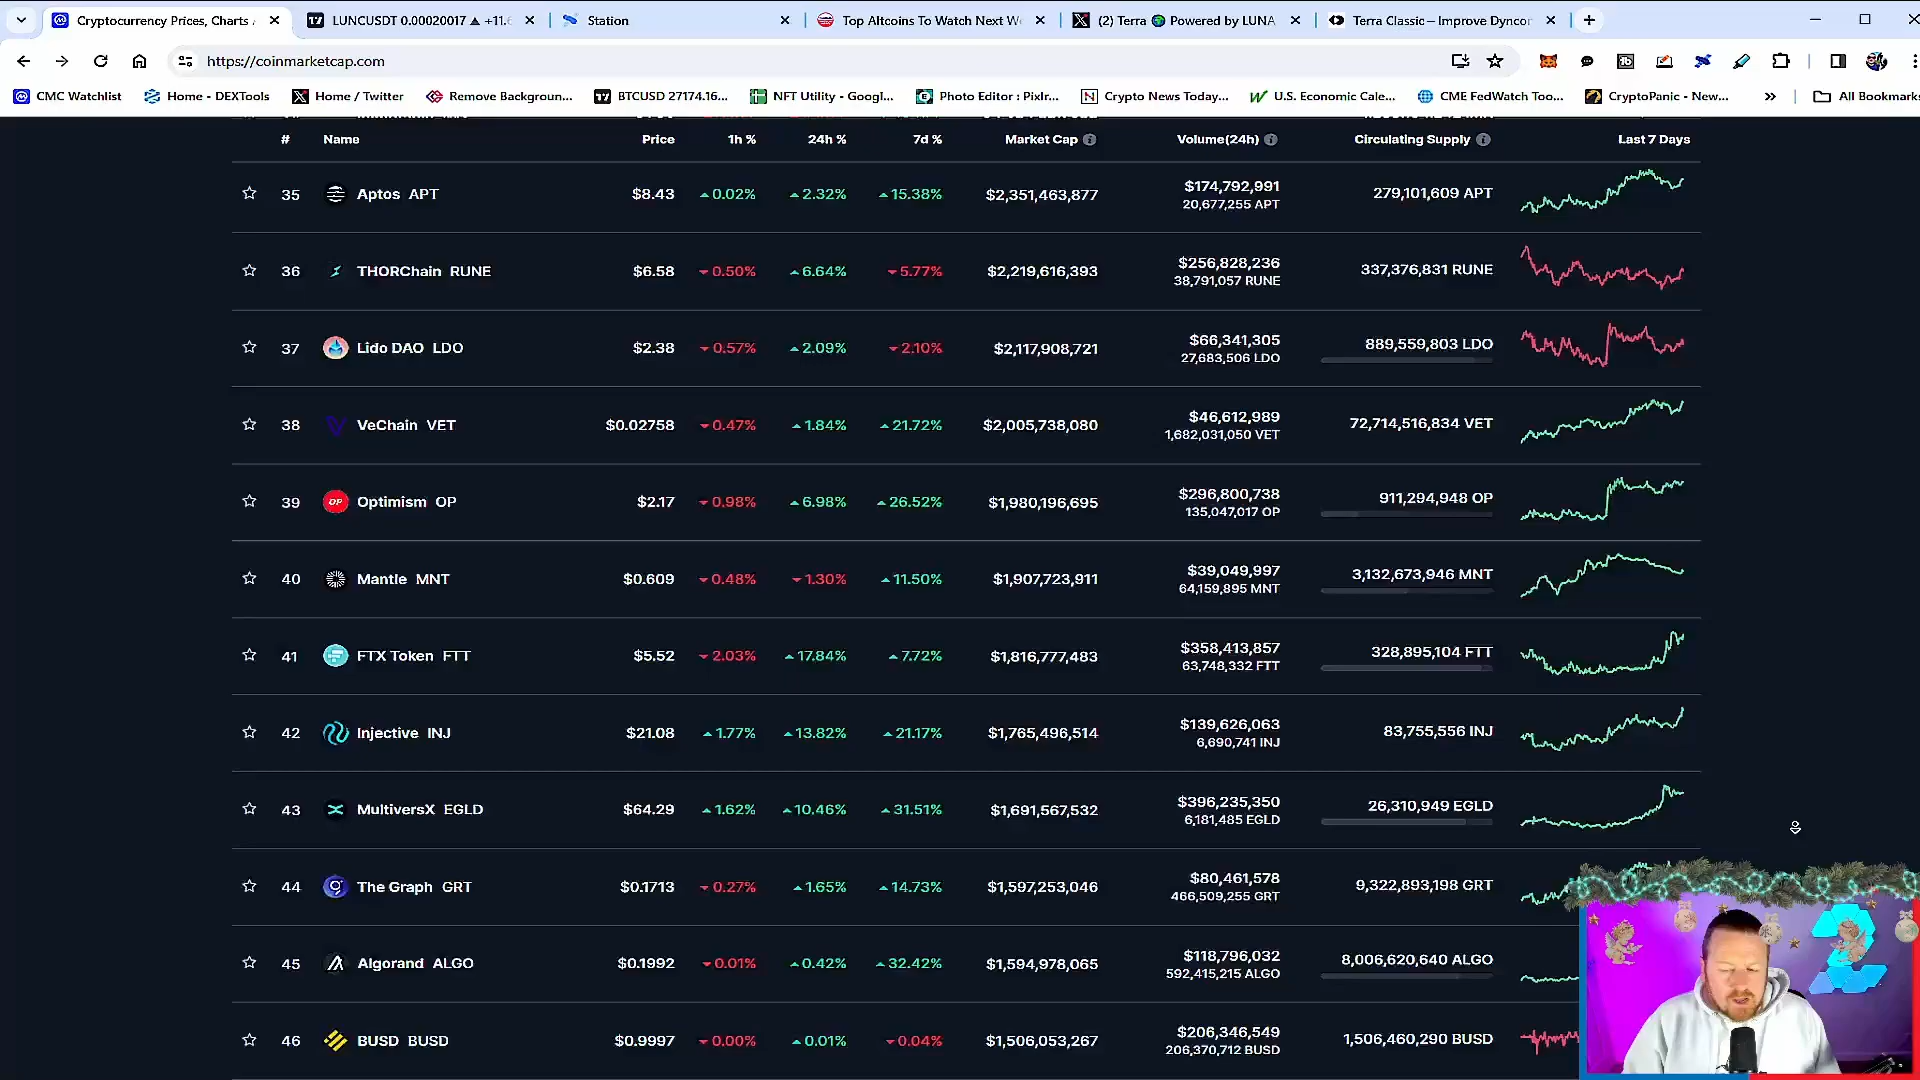 Cryptocurrency Prices, Charts
LUNCUSDT 0.00020017 ▲ +11.
Station
Top Altcoins To Watch Next W
(2) Terra 🌍 Powered by LUNA
Terra Classic – Improve Dyncor
https://coinmarketcap.com
CMC Watchlist
Home - DEXTools
Home / Twitter
Remove Backgroun...
BTCUSD 27174.16...
NFT Utility - Googl...
Photo Editor : Pixlr...
Crypto News Today...
U.S. Economic Cale...
CME FedWatch Too...
CryptoPanic - New...
»
All Bookmarks
# Name Price 1h % 24h % 7d % Market Cap Volume(24h) Circulating Supply Last 7 Days
35 Aptos APT $8.43 0.02% 2.32% 15.38% $2,351,463,877 $174,792,991 279,101,609 APT
20,677,255 APT
36 THORChain RUNE $6.58 0.50% 6.64% 5.77% $2,219,616,393 $256,828,236 337,376,831 RUNE
38,791,057 RUNE
37 Lido DAO LDO $2.38 0.57% 2.09% 2.10% $2,117,908,721 $66,341,305 889,559,803 LDO
27,683,506 LDO
38 VeChain VET $0.02758 0.47% 1.84% 21.72% $2,005,738,080 $46,612,989 72,714,516,834 VET
1,682,031,050 VET
39 OP Optimism OP $2.17 0.98% 6.98% 26.52% $1,980,196,695 $296,800,738 911,294,948 OP
135,047,017 OP
40 Mantle MNT $0.609 0.48% 1.30% 11.50% $1,907,723,911 $39,049,997 3,132,673,946 MNT
64,159,895 MNT
41 FTX Token FTT $5.52 2.03% 17.84% 7.72% $1,816,777,483 $358,413,857 328,895,104 FTT
63,748,332 FTT
42 Injective INJ $21.08 1.77% 13.82% 21.17% $1,765,496,514 $139,626,063 83,755,556 INJ
6,690,741 INJ
43 MultiversX EGLD $64.29 1.62% 10.46% 31.51% $1,691,567,532 $396,235,350 26,310,949 EGLD
6,181,485 EGLD
44 The Graph GRT $0.1713 0.27% 1.65% 14.73% $1,597,253,046 $80,461,578 9,322,893,198 GRT
466,509,255 GRT
45 Algorand ALGO $0.1992 0.01% 0.42% 32.42% $1,594,978,065 $118,796,032 8,006,620,640 ALGO
592,415,215 ALGO
46 BUSD BUSD $0.9997 0.00% 0.01% 0.04% $1,506,053,267 $206,346,549 1,506,460,290 BUSD
206,370,712 BUSD